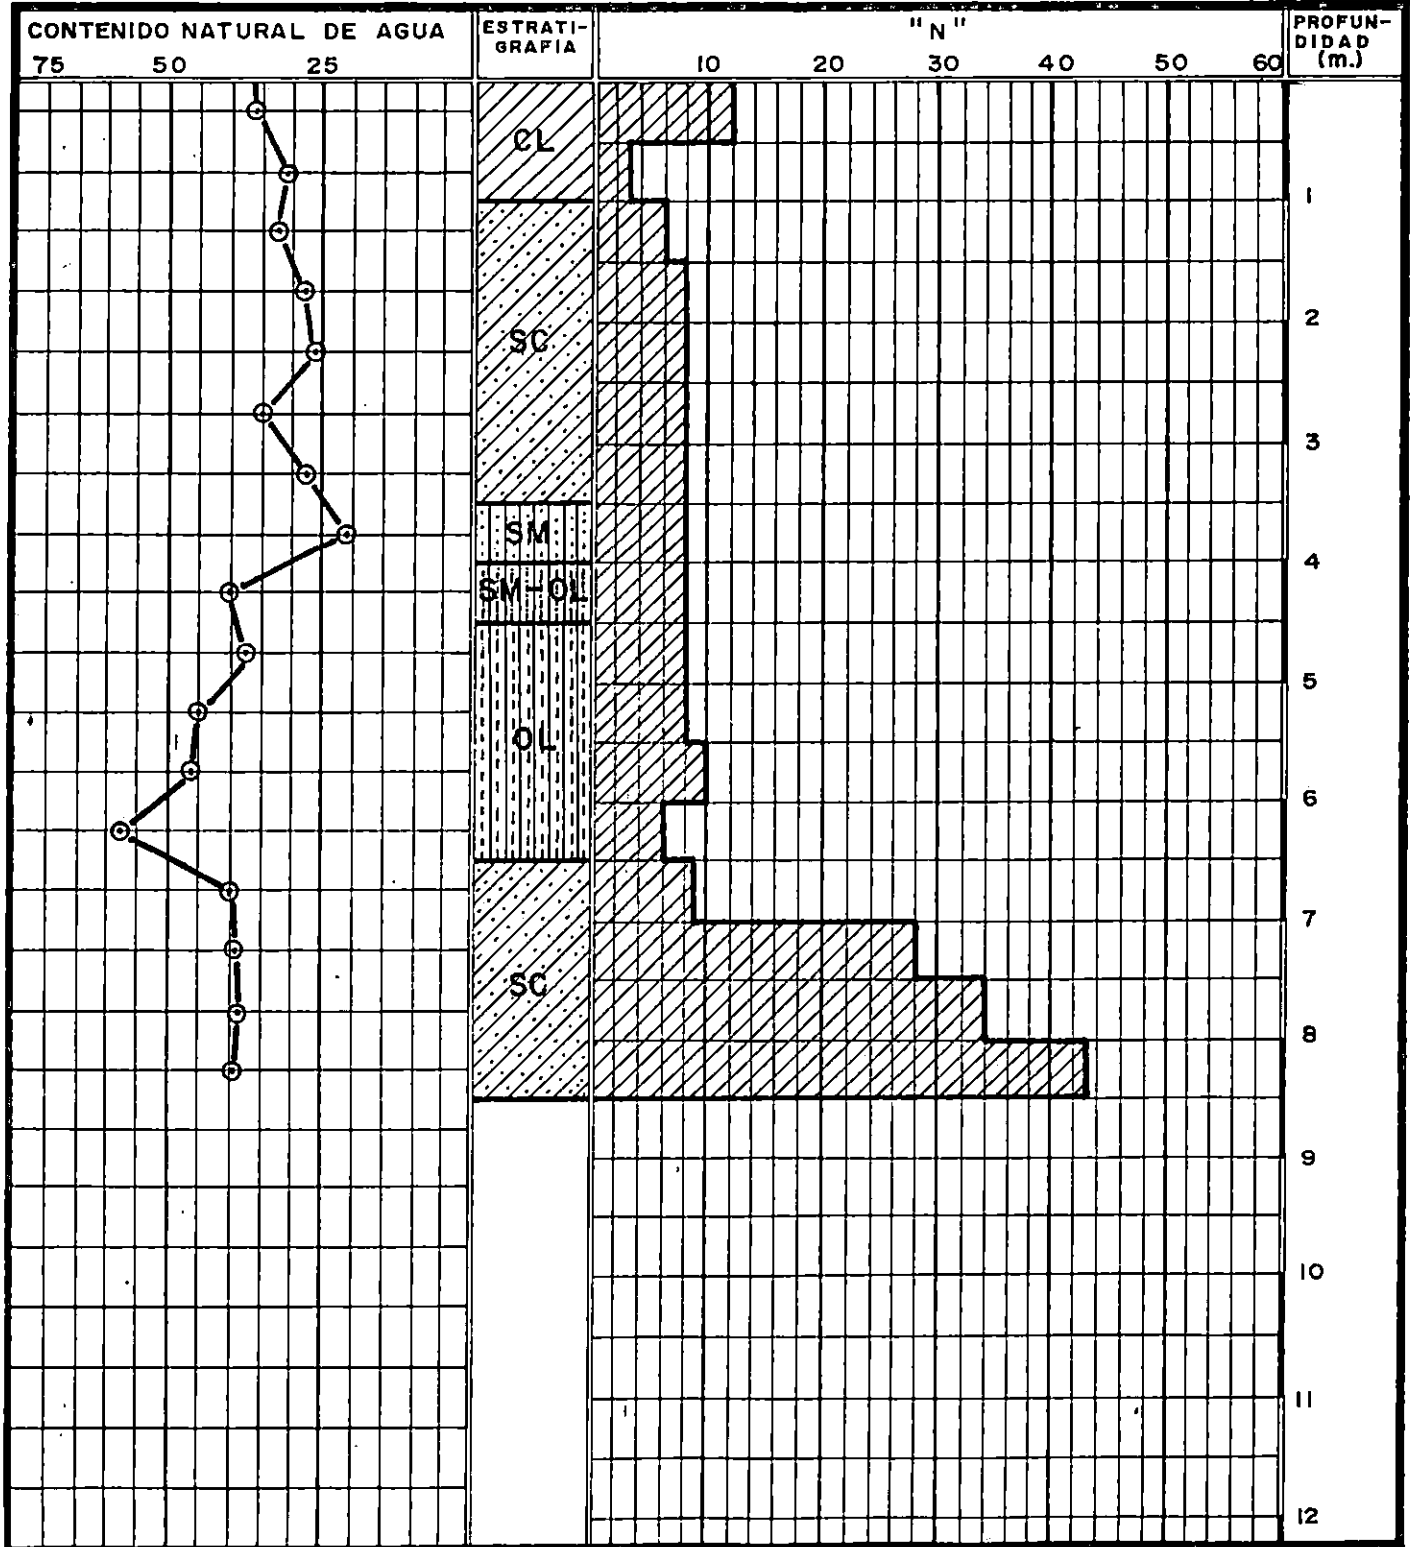 CONTENIDO NATURAL DE AGUA
75 50 25
ESTRATI-
GRAFIA
"N"
10 20 30 40 50 60
PROFUN-
DIDAD
(m.)
CL
SC
SM
SM-OL
OL
SC
1
2
3
4
5
6
7
8
9
10
11
12